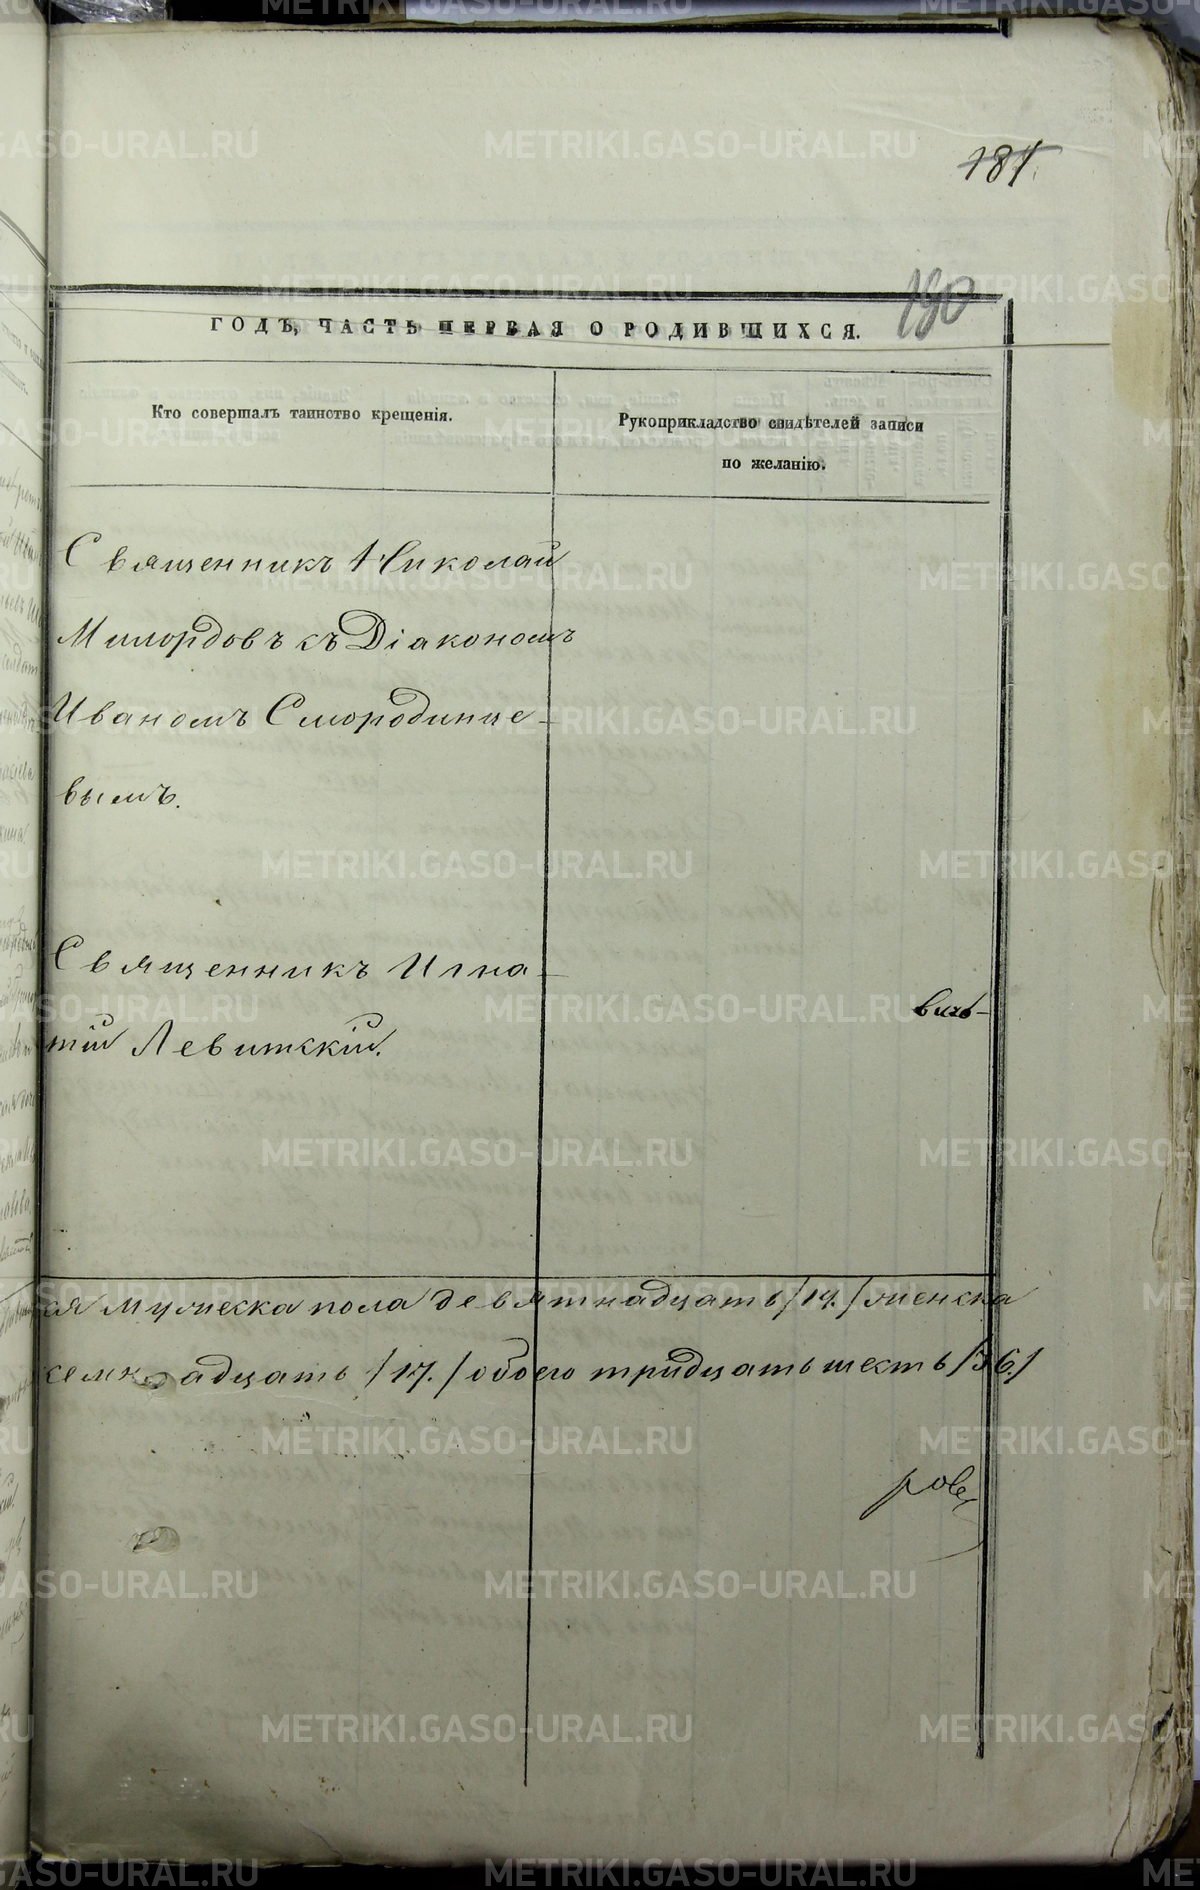 181
190
ГОДЪ, ЧАСТЬ ПЕРВАЯ О РОДИВШИХСЯ.
Кто совершалъ таинство крещенія.
Рукоприкладство свидѣтелей записи
по желанію.
Священникъ Николай
Милордовъ съ Діакономъ
Иваномъ Смородинце-
вымъ.
Священникъ Игна-
тій Левитскій.
ся мужеска пола девятнадцать /19./ женска
семнадцать /17./ обоего тридцать шесть /36./
METRIKI.GASO-URAL.RU